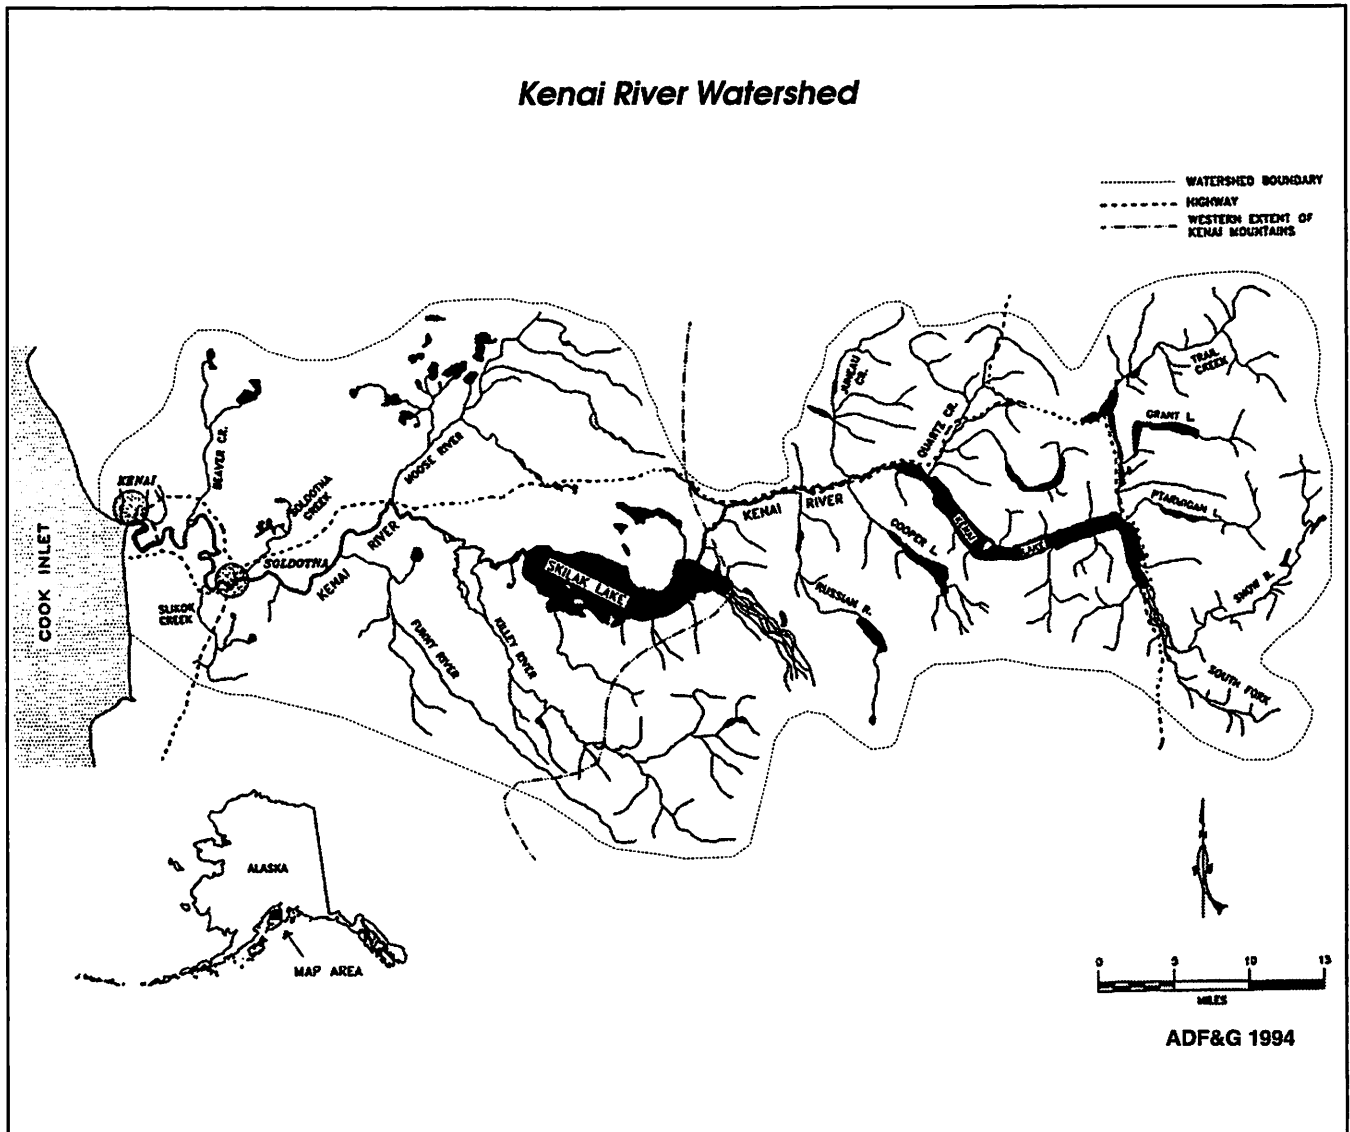 Kenai River Watershed
WATERSHED BOUNDARY
HIGHWAY
WESTERN EXTENT OF
KENAI MOUNTAINS
TRAIL
CREEK
JUNEAU
CR.
GRANT L.
QUARTZ CR.
MOOSE RIVER
BEAVER CR.
KENAI
SOLDOTNA
CREEK
PTARMIGAN L.
KENAI RIVER
COOPER L.
KENAI
LAKE
COOK INLET
RIVER
SOLDOTNA
KENAI
SKILAK LAKE
SLIKOK
CREEK
RUSSIAN R.
SNOW R.
FUNNY RIVER
KILLEY RIVER
SOUTH FORK
ALASKA
MAP AREA
N
0 5 10 15
MILES
ADF&G 1994